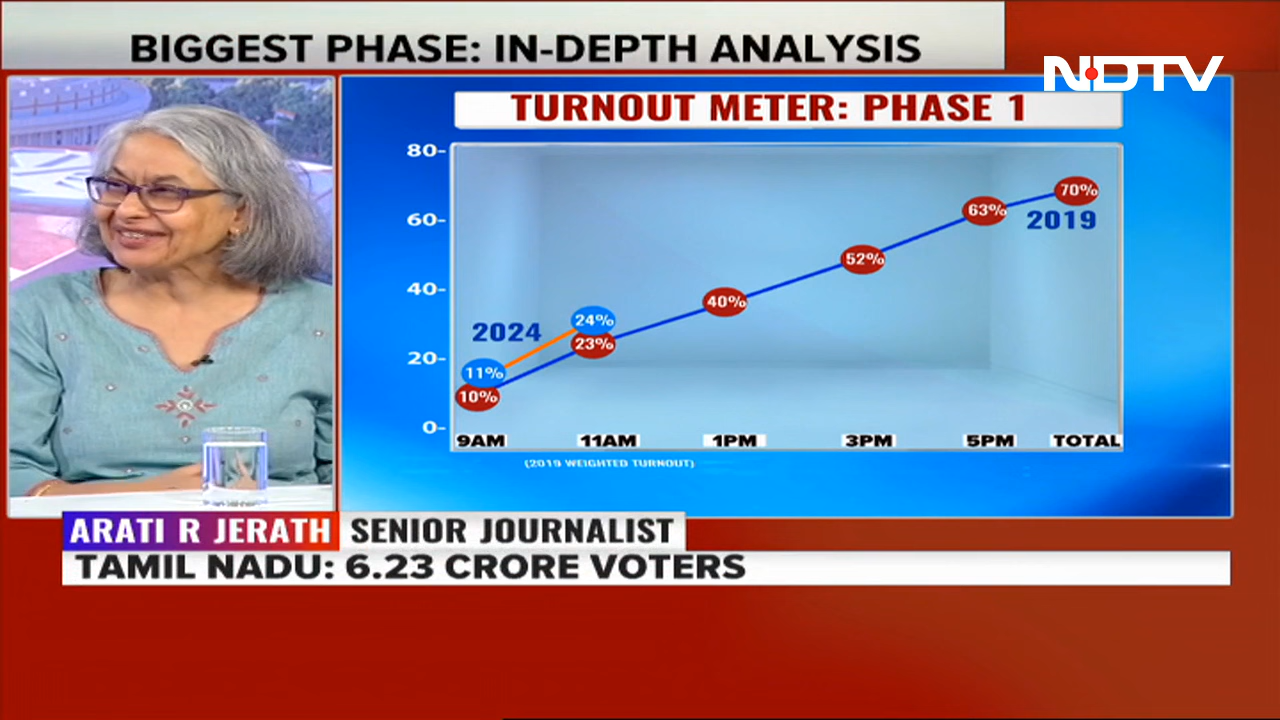 BIGGEST PHASE: IN-DEPTH ANALYSIS
NDTV
TURNOUT METER: PHASE 1
80-
60-
40-
20-
0-
70%
63%
2019
52%
40%
24%
2024
23%
11%
10%
9AM 11AM 1PM 3PM 5PM TOTAL
(2019 WEIGHTED TURNOUT)
ARATI R JERATH SENIOR JOURNALIST
TAMIL NADU: 6.23 CRORE VOTERS